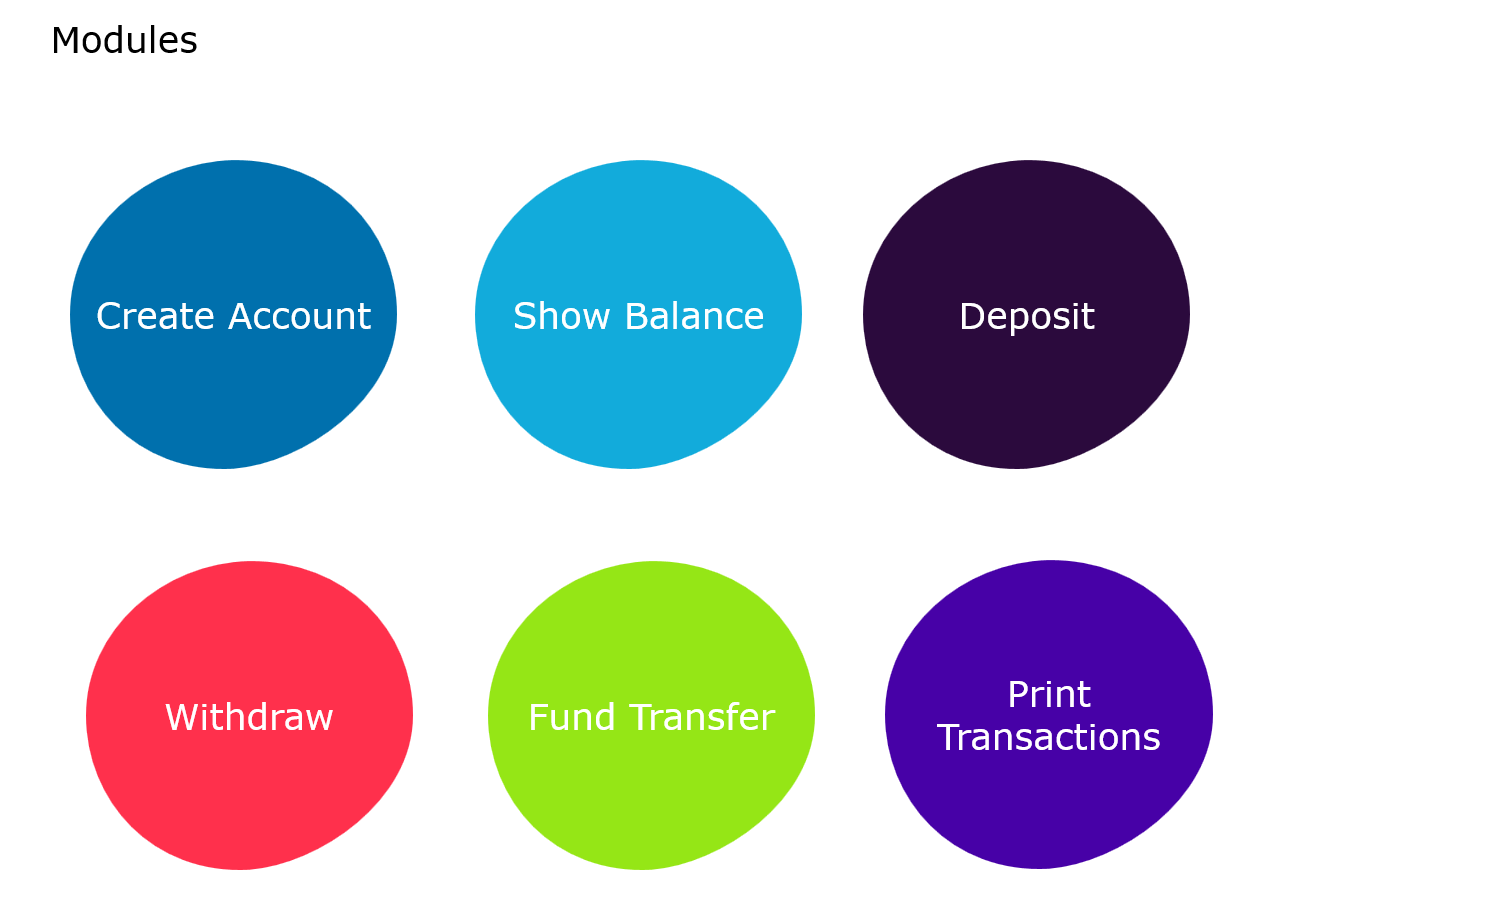 Modules
Create Account
Show Balance
Deposit
Withdraw
Fund Transfer
Print
Transactions